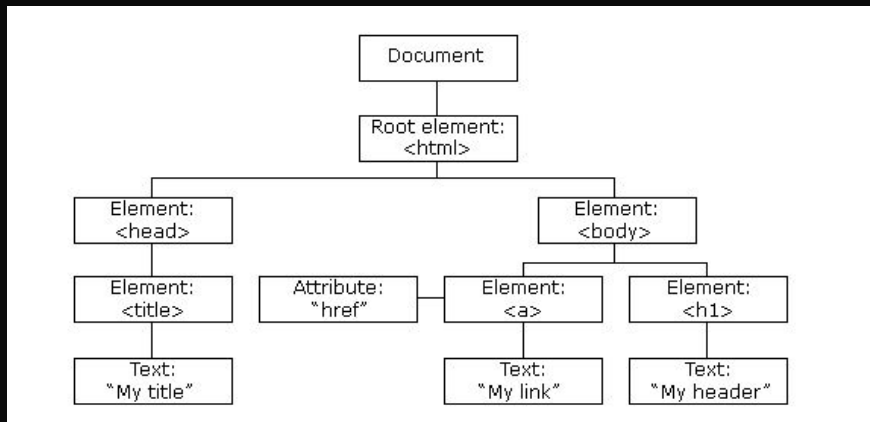 Document
Root element:
<html>
Element:
<head>
Element:
<body>
Element:
<title>
Attribute:
“href”
Element:
<a>
Element:
<h1>
Text:
“My title”
Text:
“My link”
Text:
“My header”